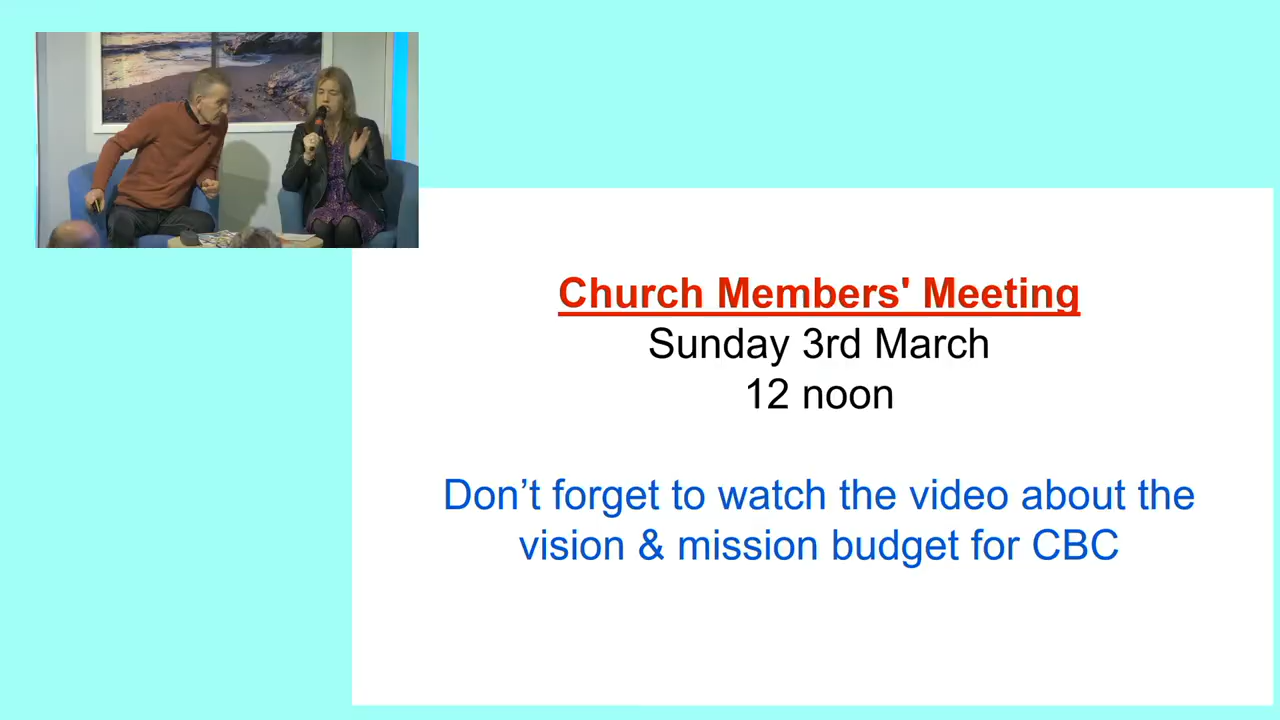 Church Members' Meeting
Sunday 3rd March
12 noon
Don’t forget to watch the video about the
vision & mission budget for CBC